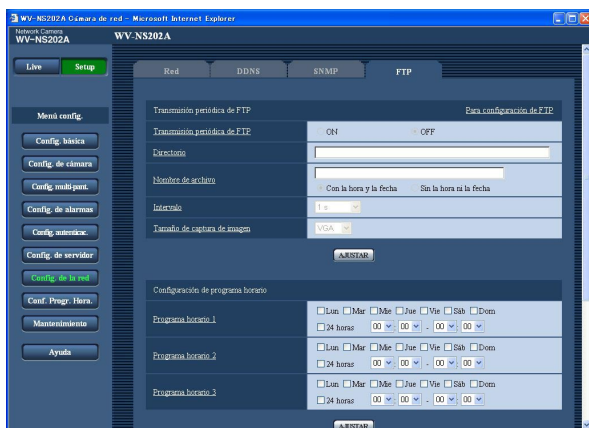 WV-NS202A Cámara de red - Microsoft Internet Explorer
Network Camera
WV-NS202A
WV-NS202A
Live Setup
Red DDNS SNMP FTP
Menú config.
Config. básica
Config. de cámara
Config. multi-pant.
Config. de alarmas
Config. autenticac.
Config. de servidor
Config. de la red
Conf. Progr. Hora.
Mantenimiento
Ayuda
Transmisión periódica de FTP Para configuración de FTP
Transmisión periódica de FTP ON OFF
Directorio
Nombre de archivo
Con la hora y la fecha Sin la hora ni la fecha
Intervalo 1 s
Tamaño de captura de imagen VGA
AJUSTAR
Configuración de programa horario
Programa horario 1 Lun Mar Mie Jue Vie Sáb Dom
24 horas 00 : 00 - 00 : 00
Programa horario 2 Lun Mar Mie Jue Vie Sáb Dom
24 horas 00 : 00 - 00 : 00
Programa horario 3 Lun Mar Mie Jue Vie Sáb Dom
24 horas 00 : 00 - 00 : 00
AJUSTAR